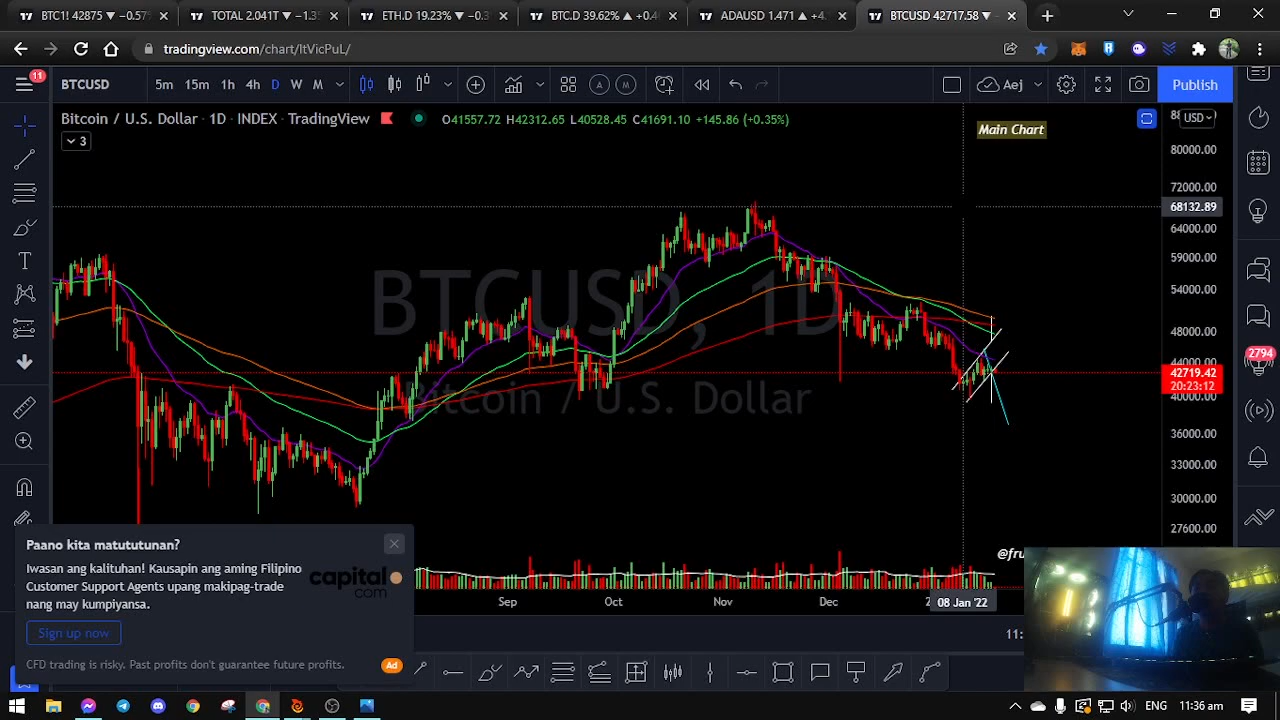 BTC1! 42875 ▼ −0.57%
TOTAL 2.041T ▼ −1.3
ETH.D 19.23% ▼ −0.3
BTC.D 39.62% ▲ +0.4
ADAUSD 1.471 ▲ +4.
BTCUSD 42717.58 ▼ −
tradingview.com/chart/ItVicPuL/
11
BTCUSD
5m 15m 1h 4h D W M
A M
Aej
Publish
Bitcoin / U.S. Dollar · 1D · INDEX · TradingView
O41557.72 H42312.65 L40528.45 C41691.10 +145.86 (+0.35%)
3
Main Chart
USD
80000.00
72000.00
68132.89
64000.00
59000.00
54000.00
48000.00
44000.00
42719.42
20:23:12
40000.00
36000.00
33000.00
30000.00
27600.00
BTCUSD, 1D
Bitcoin / U.S. Dollar
2794
@fru
Paano kita matututunan?
Iwasan ang kalituhan! Kausapin ang aming Filipino
Customer Support Agents upang makipag-trade
nang may kumpiyansa.
capital
com
Sign up now
CFD trading is risky. Past profits don't guarantee future profits.
Ad
Sep Oct Nov Dec
08 Jan '22
11:
ENG 11:36 am